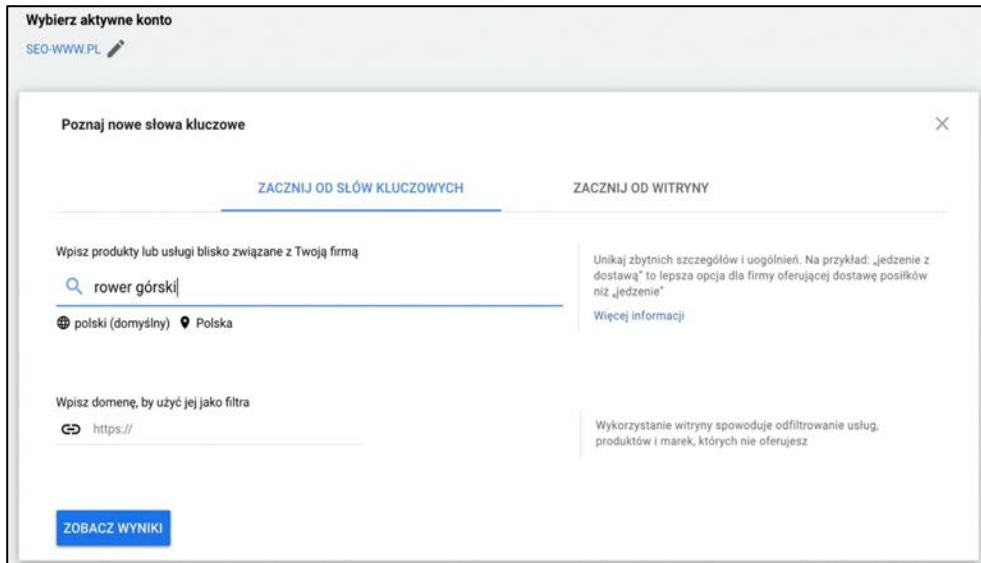 Wybierz aktywne konto
SEO-WWW.PL
Poznaj nowe słowa kluczowe
ZACZNIJ OD SŁÓW KLUCZOWYCH
ZACZNIJ OD WITRYNY
Wpisz produkty lub usługi blisko związane z Twoją firmą
rower górski
polski (domyślny) Polska
Unikaj zbytnich szczegółów i uogólnień. Na przykład: „jedzenie z
dostawą” to lepsza opcja dla firmy oferującej dostawę posiłków
niż „jedzenie”
Więcej informacji
Wpisz domenę, by użyć jej jako filtra
https://
Wykorzystanie witryny spowoduje odfiltrowanie usług,
produktów i marek, których nie oferujesz
ZOBACZ WYNIKI